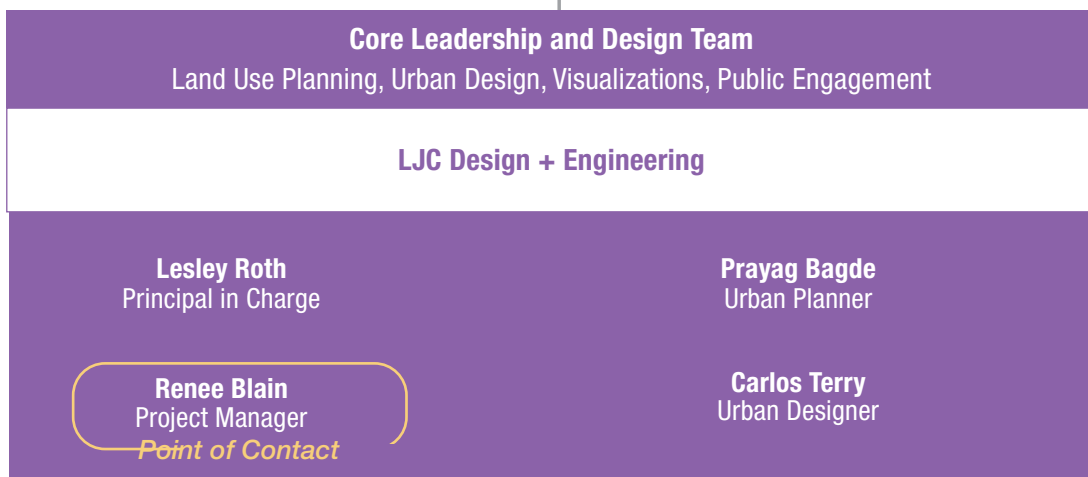 Core Leadership and Design Team
Land Use Planning, Urban Design, Visualizations, Public Engagement
LJC Design + Engineering
Lesley Roth
Principal in Charge
Prayag Bagde
Urban Planner
Renee Blain
Project Manager
Point of Contact
Carlos Terry
Urban Designer